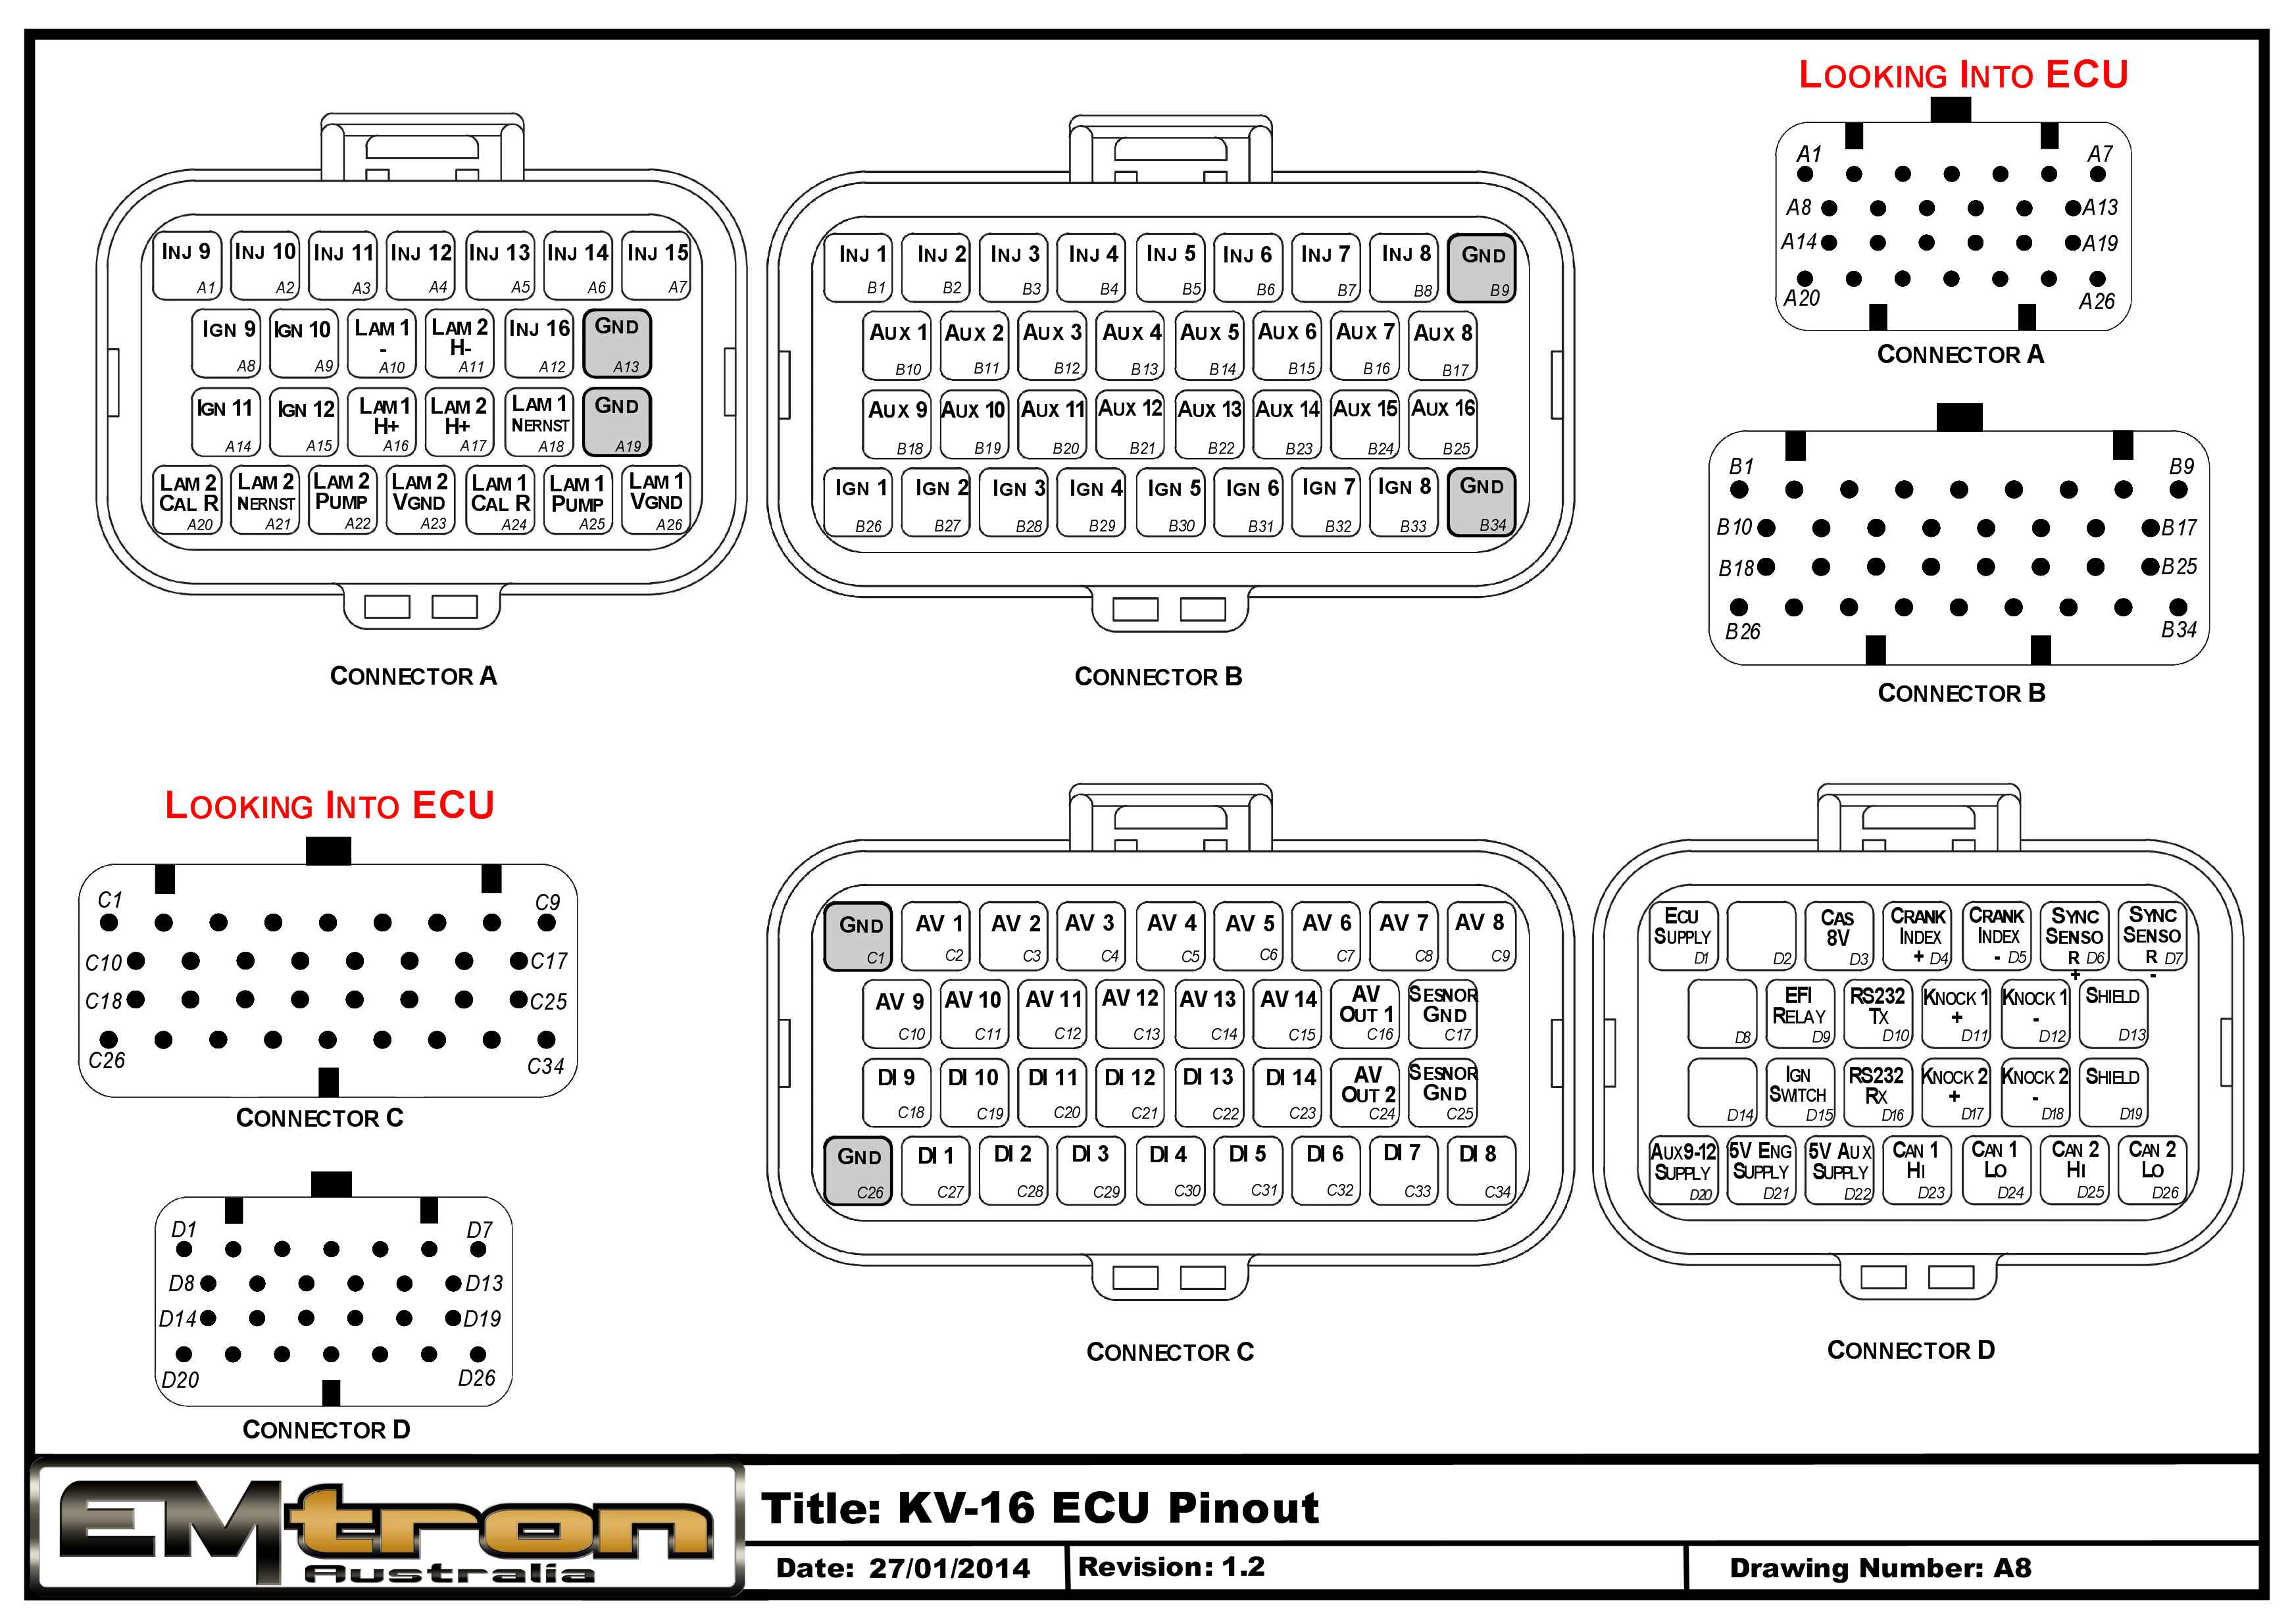 LOOKING INTO ECU
A1 A7
A8 A13
A14 A19
A20 A26
CONNECTOR A
INJ 9 INJ 10 INJ 11 INJ 12 INJ 13 INJ 14 INJ 15
A1 A2 A3 A4 A5 A6 A7
IGN 9 IGN 10 LAM 1 - LAM 2 H- INJ 16 GND
A8 A9 A10 A11 A12 A13
IGN 11 IGN 12 LAM 1 H+ LAM 2 H+ LAM 1 NERNST GND
A14 A15 A16 A17 A18 A19
LAM 2 CAL R LAM 2 NERNST LAM 2 PUMP LAM 2 VGND LAM 1 CAL R LAM 1 PUMP LAM 1 VGND
A20 A21 A22 A23 A24 A25 A26
CONNECTOR A
INJ 1 INJ 2 INJ 3 INJ 4 INJ 5 INJ 6 INJ 7 INJ 8 GND
B1 B2 B3 B4 B5 B6 B7 B8 B9
AUX 1 AUX 2 AUX 3 AUX 4 AUX 5 AUX 6 AUX 7 AUX 8
B10 B11 B12 B13 B14 B15 B16 B17
AUX 9 AUX 10 AUX 11 AUX 12 AUX 13 AUX 14 AUX 15 AUX 16
B18 B19 B20 B21 B22 B23 B24 B25
IGN 1 IGN 2 IGN 3 IGN 4 IGN 5 IGN 6 IGN 7 IGN 8 GND
B26 B27 B28 B29 B30 B31 B32 B33 B34
CONNECTOR B
B1 B9
B10 B17
B18 B25
B26 B34
CONNECTOR B
LOOKING INTO ECU
C1 C9
C10 C17
C18 C25
C26 C34
CONNECTOR C
D1 D7
D8 D13
D14 D19
D20 D26
CONNECTOR D
GND AV 1 AV 2 AV 3 AV 4 AV 5 AV 6 AV 7 AV 8
C1 C2 C3 C4 C5 C6 C7 C8 C9
AV 9 AV 10 AV 11 AV 12 AV 13 AV 14 AV OUT 1 SESNOR GND
C10 C11 C12 C13 C14 C15 C16 C17
DI 9 DI 10 DI 11 DI 12 DI 13 DI 14 AV OUT 2 SESNOR GND
C18 C19 C20 C21 C22 C23 C24 C25
GND DI 1 DI 2 DI 3 DI 4 DI 5 DI 6 DI 7 DI 8
C26 C27 C28 C29 C30 C31 C32 C33 C34
CONNECTOR C
ECU SUPPLY CAS 8V CRANK INDEX + CRANK INDEX - SYNC SENSO R + SYNC SENSO R -
D1 D2 D3 D4 D5 D6 D7
EFI RELAY RS232 TX KNOCK 1 + KNOCK 1 - SHIELD
D8 D9 D10 D11 D12 D13
IGN SWITCH RS232 RX KNOCK 2 + KNOCK 2 - SHIELD
D14 D15 D16 D17 D18 D19
AUX9-12 SUPPLY 5V ENG SUPPLY 5V AUX SUPPLY CAN 1 HI CAN 1 LO CAN 2 HI CAN 2 LO
D20 D21 D22 D23 D24 D25 D26
CONNECTOR D
EMtron
Australia
Title: KV-16 ECU Pinout
Date: 27/01/2014
Revision: 1.2
Drawing Number: A8